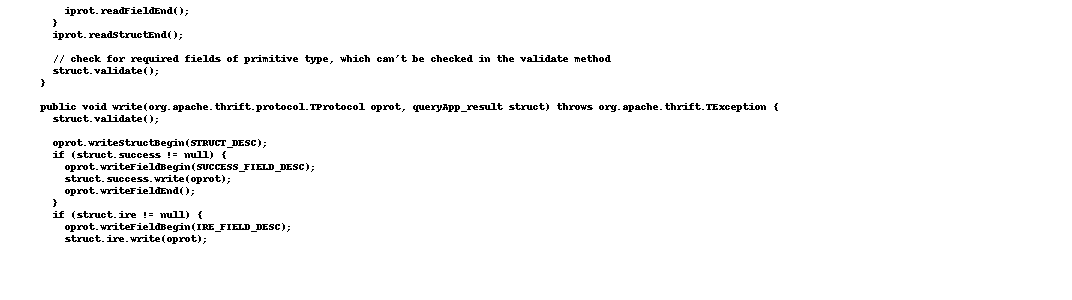 iprot.readFieldEnd();
}
iprot.readStructEnd();
// check for required fields of primitive type, which can't be checked in the validate method
struct.validate();
}
public void write(org.apache.thrift.protocol.TProtocol oprot, queryApp_result struct) throws org.apache.thrift.TException {
struct.validate();
oprot.writeStructBegin(STRUCT_DESC);
if (struct.success != null) {
oprot.writeFieldBegin(SUCCESS_FIELD_DESC);
struct.success.write(oprot);
oprot.writeFieldEnd();
}
if (struct.ire != null) {
oprot.writeFieldBegin(IRE_FIELD_DESC);
struct.ire.write(oprot);